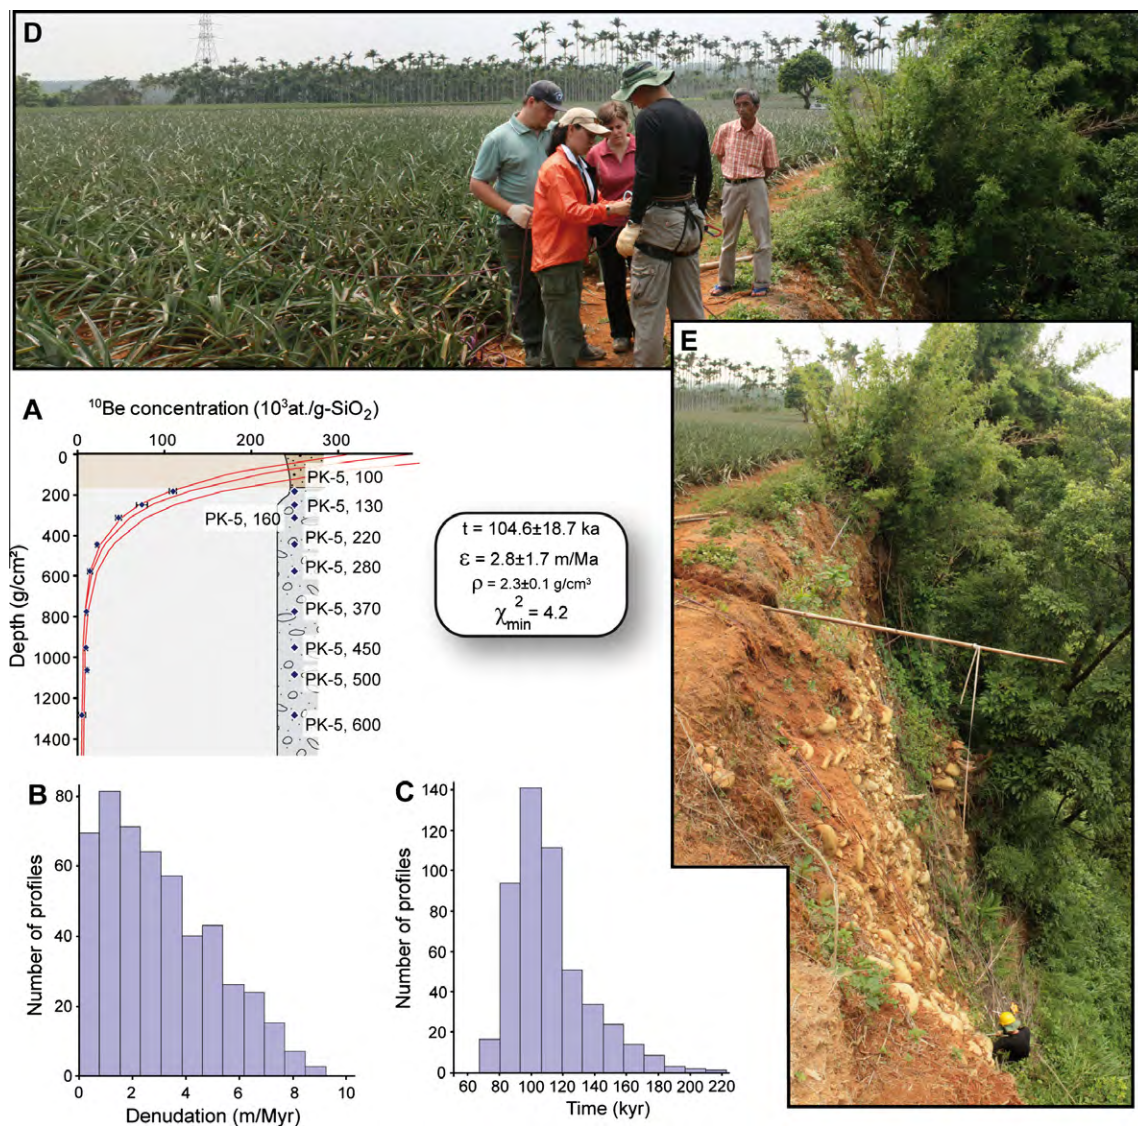 D
E
A
¹⁰Be concentration (10³at./g-SiO₂)
0 100 200 300
0
200
400
600
800
1000
1200
1400
Depth (g/cm²)
PK-5, 100
PK-5, 130
PK-5, 160
PK-5, 220
PK-5, 280
PK-5, 370
PK-5, 450
PK-5, 500
PK-5, 600
t = 104.6±18.7 ka
ε = 2.8±1.7 m/Ma
ρ = 2.3±0.1 g/cm³
χ²min = 4.2
B
80
60
40
20
0
Number of profiles
0 2 4 6 8 10
Denudation (m/Myr)
C
140
120
100
80
60
40
20
0
Number of profiles
60 80 100 120 140 160 180 200 220
Time (kyr)